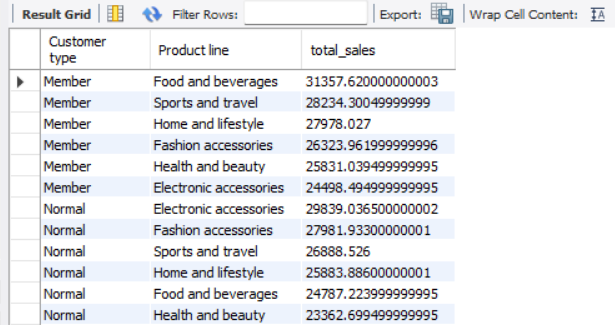 Result Grid Filter Rows: Export: Wrap Cell Content:
Customer type Product line total_sales
Member Food and beverages 31357.620000000003
Member Sports and travel 28234.30049999999
Member Home and lifestyle 27978.027
Member Fashion accessories 26323.961999999996
Member Health and beauty 25831.039499999995
Member Electronic accessories 24498.494999999995
Normal Electronic accessories 29839.036500000002
Normal Fashion accessories 27981.93300000001
Normal Sports and travel 26888.526
Normal Home and lifestyle 25883.88600000001
Normal Food and beverages 24787.223999999995
Normal Health and beauty 23362.699499999995